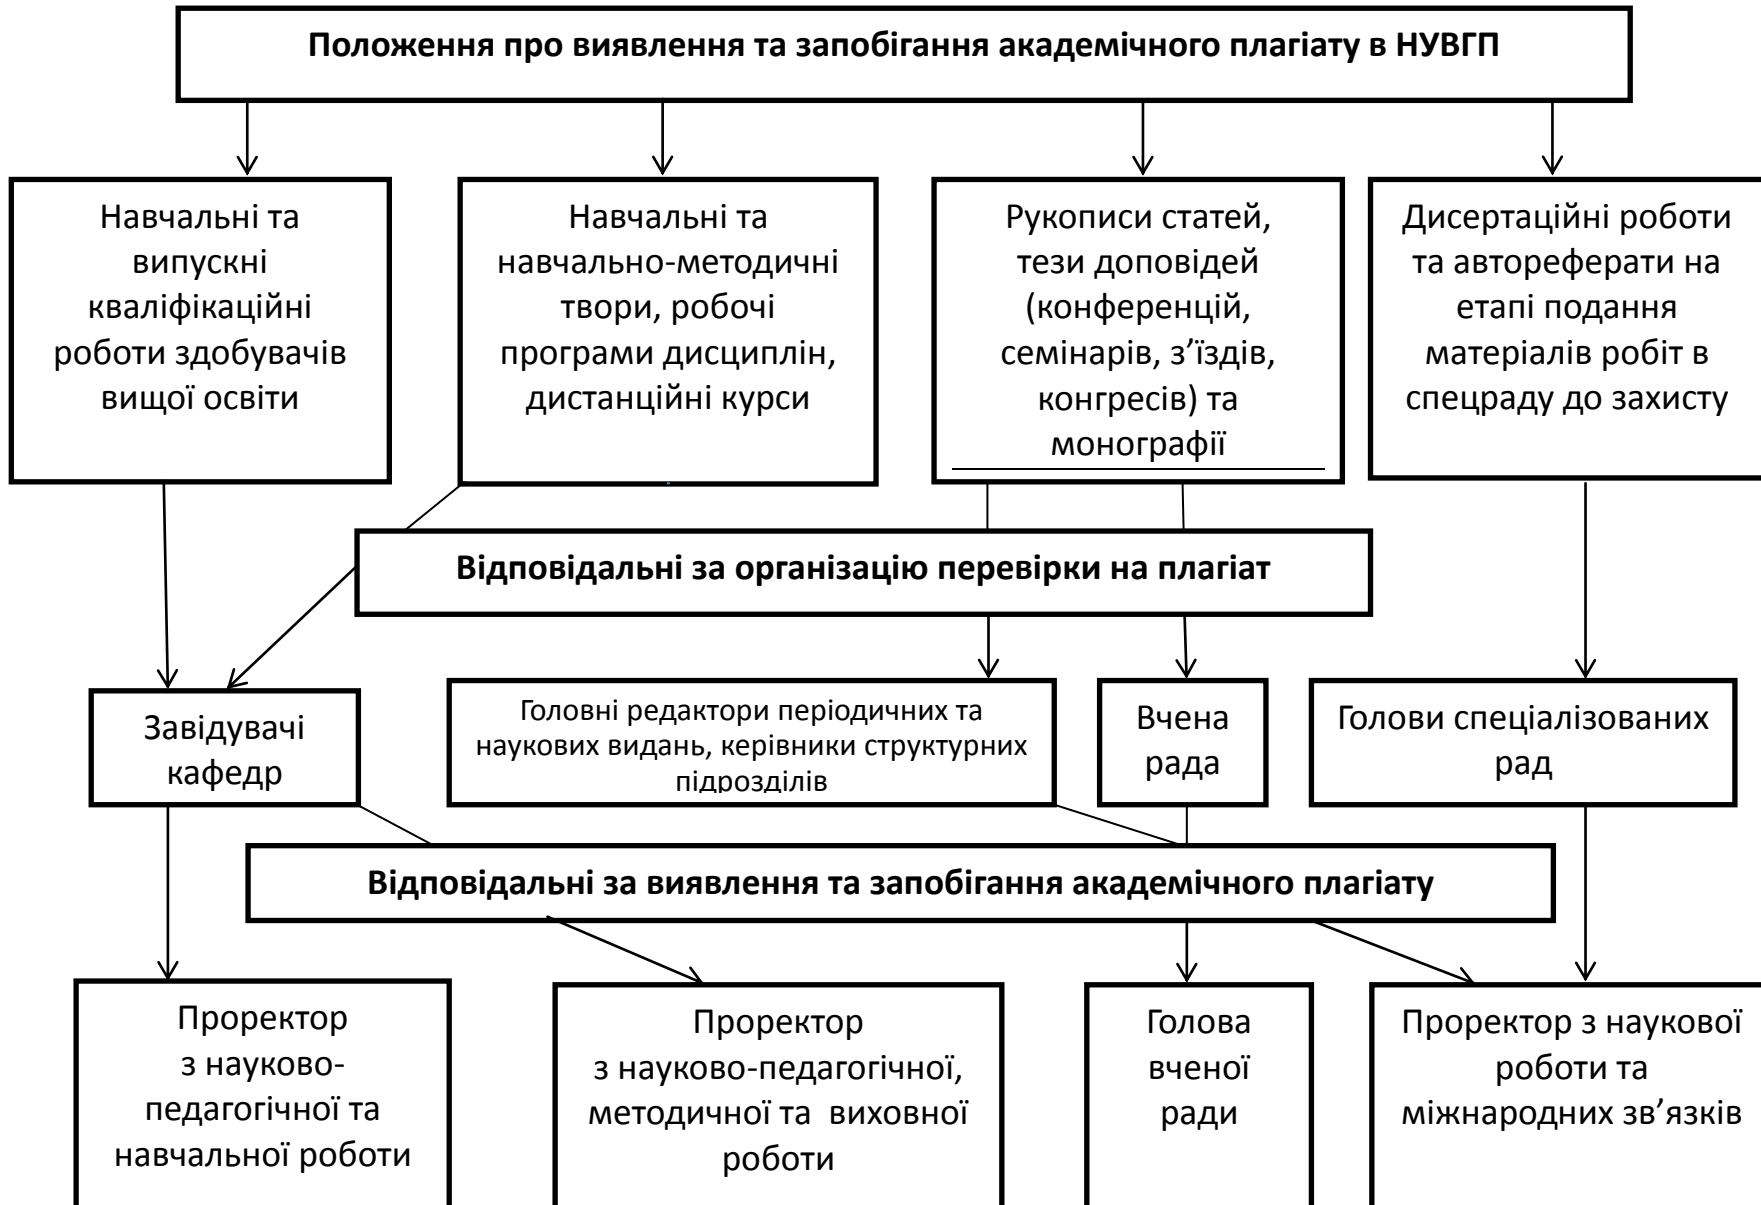 Положення про виявлення та запобігання академічного плагіату в НУВГП
Навчальні та
випускні
кваліфікаційні
роботи здобувачів
вищої освіти
Навчальні та
навчально-методичні
твори, робочі
програми дисциплін,
дистанційні курси
Рукописи статей,
тези доповідей
(конференцій,
семінарів, з’їздів,
конгресів) та
монографії
Дисертаційні роботи
та автореферати на
етапі подання
матеріалів робіт в
спецраду до захисту
Відповідальні за організацію перевірки на плагіат
Завідувачі
кафедр
Головні редактори періодичних та
наукових видань, керівники структурних
підрозділів
Вчена
рада
Голови спеціалізованих
рад
Відповідальні за виявлення та запобігання академічного плагіату
Проректор
з науково-
педагогічної та
навчальної роботи
Проректор
з науково-педагогічної,
методичної та виховної
роботи
Голова
вченої
ради
Проректор з наукової
роботи та
міжнародних зв’язків